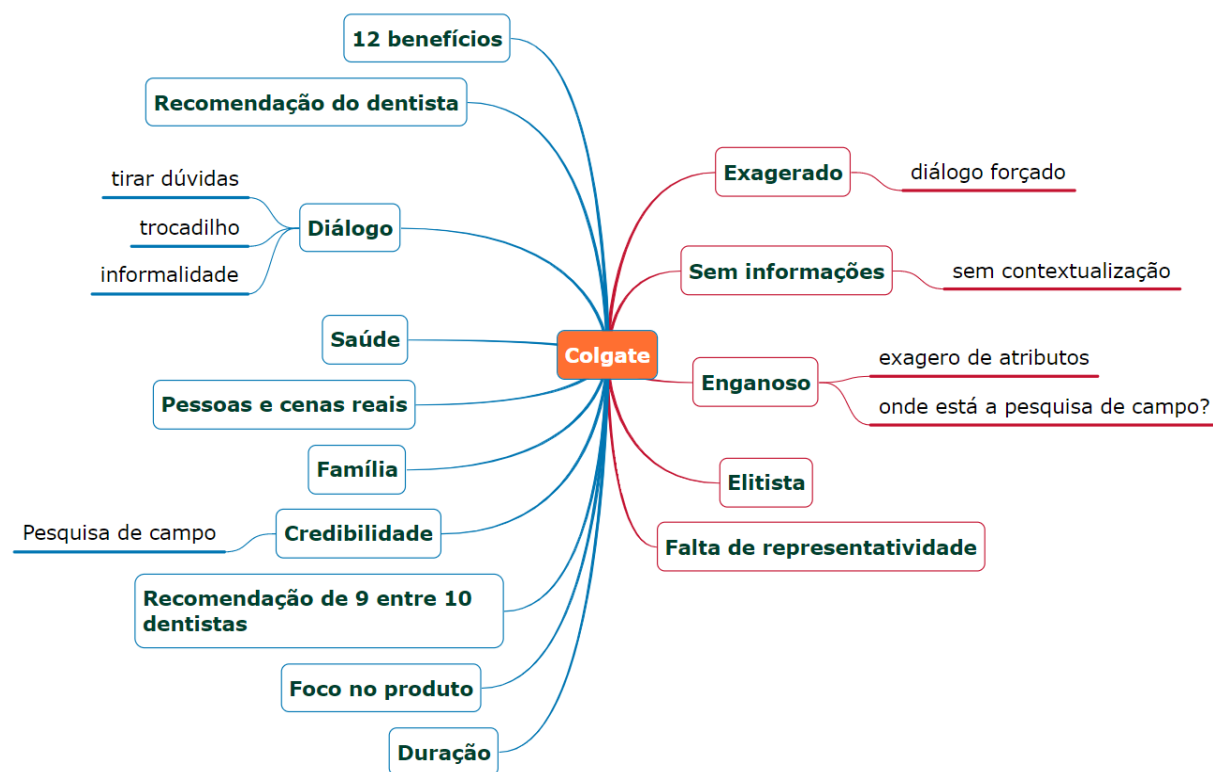 12 benefícios
Recomendação do dentista
tirar dúvidas
trocadilho
informalidade
Diálogo
Saúde
Pessoas e cenas reais
Família
Pesquisa de campo
Credibilidade
Recomendação de 9 entre 10
dentistas
Foco no produto
Duração
Colgate
Exagerado
diálogo forçado
Sem informações
sem contextualização
Enganoso
exagero de atributos
onde está a pesquisa de campo?
Elitista
Falta de representatividade